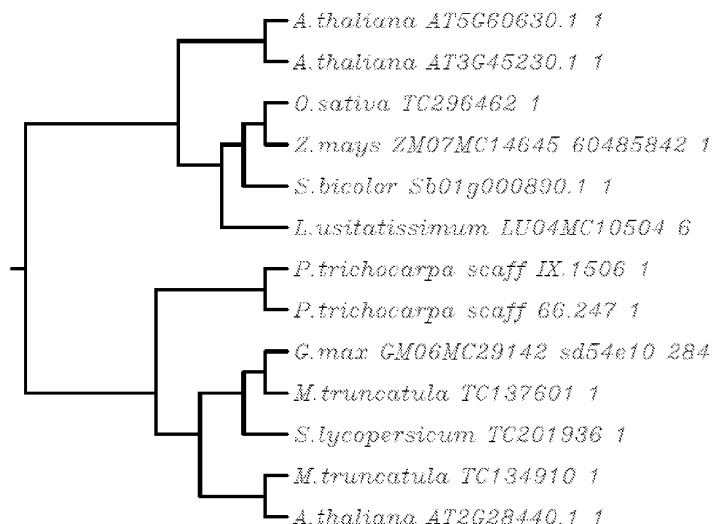 A.thaliana AT5G60630.1 1
A.thaliana AT3G45230.1 1
O.sativa TC296462 1
Z.mays ZM07MC14645 60485842 1
S.bicolor Sb01g000890.1 1
L.usitatissimum LU04MC10504 6
P.trichocarpa scaff IX.1506 1
P.trichocarpa scaff 66.247 1
G.max GM06MC29142 sd54e10 284
M.truncatula TC137601 1
S.lycopersicum TC201936 1
M.truncatula TC134910 1
A.thaliana AT2G28440.1 1